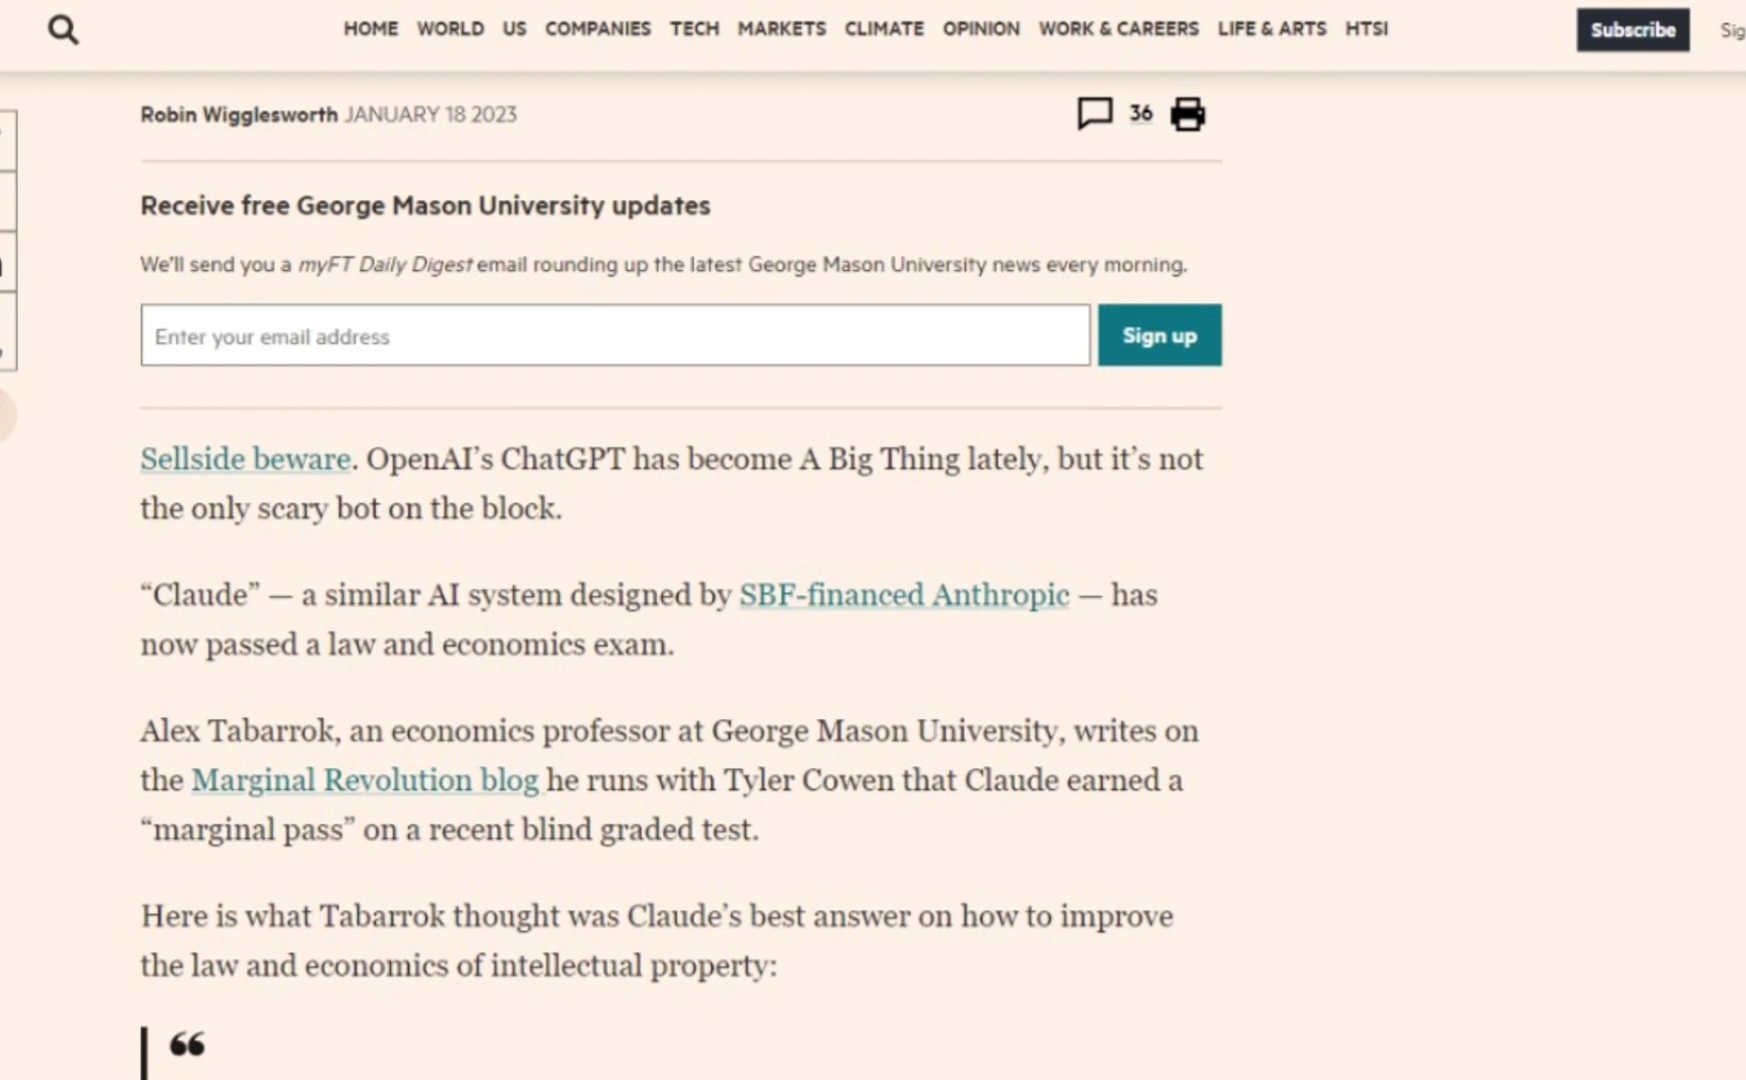 HOME WORLD US COMPANIES TECH MARKETS CLIMATE OPINION WORK & CAREERS LIFE & ARTS HTSI Subscribe
Robin Wigglesworth JANUARY 18 2023 36
Receive free George Mason University updates
We'll send you a myFT Daily Digest email rounding up the latest George Mason University news every morning.
Enter your email address Sign up
Sellside beware. OpenAI’s ChatGPT has become A Big Thing lately, but it’s not
the only scary bot on the block.
“Claude” — a similar AI system designed by SBF-financed Anthropic — has
now passed a law and economics exam.
Alex Tabarrok, an economics professor at George Mason University, writes on
the Marginal Revolution blog he runs with Tyler Cowen that Claude earned a
“marginal pass” on a recent blind graded test.
Here is what Tabarrok thought was Claude’s best answer on how to improve
the law and economics of intellectual property:
“